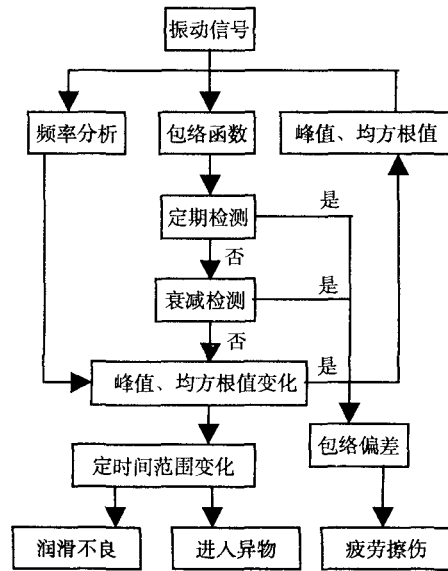 振动信号
频率分析
包络函数
峰值、均方根值
定期检测
是
否
衰减检测
是
否
峰值、均方根值变化
是
定时间范围变化
包络偏差
润滑不良
进入异物
疲劳擦伤